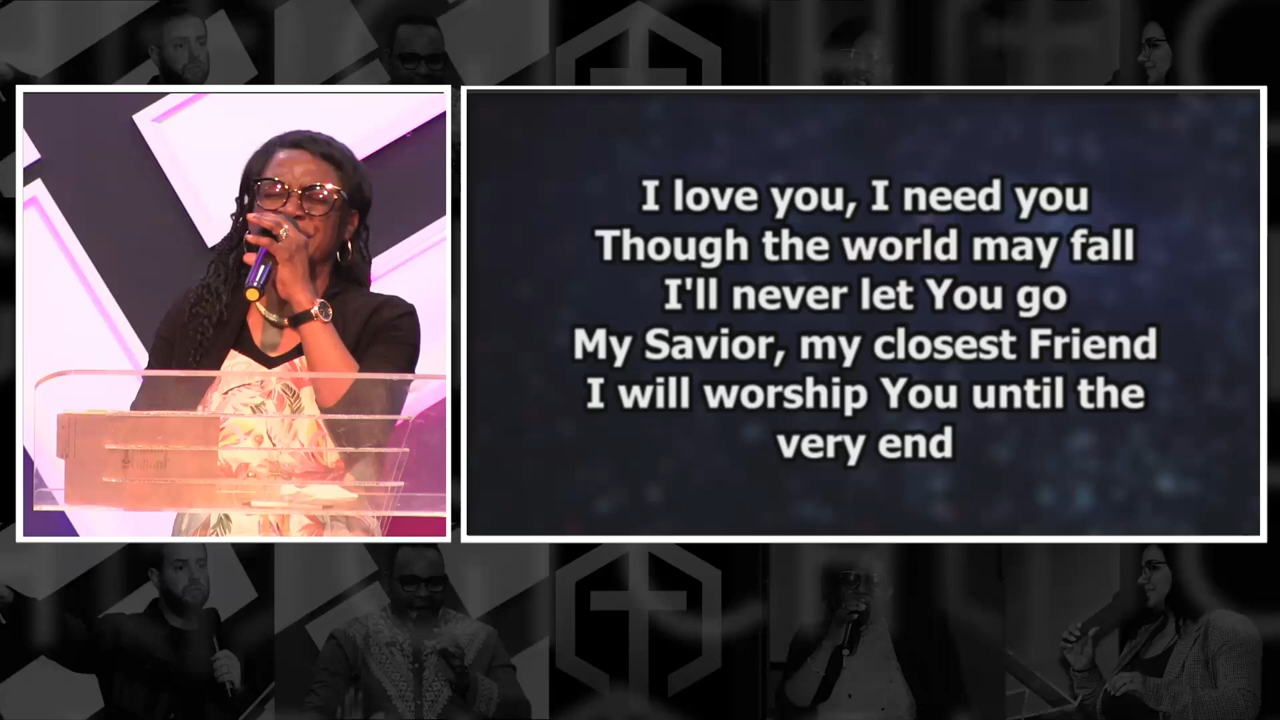 I love you, I need you
Though the world may fall
I'll never let You go
My Savior, my closest Friend
I will worship You until the
very end